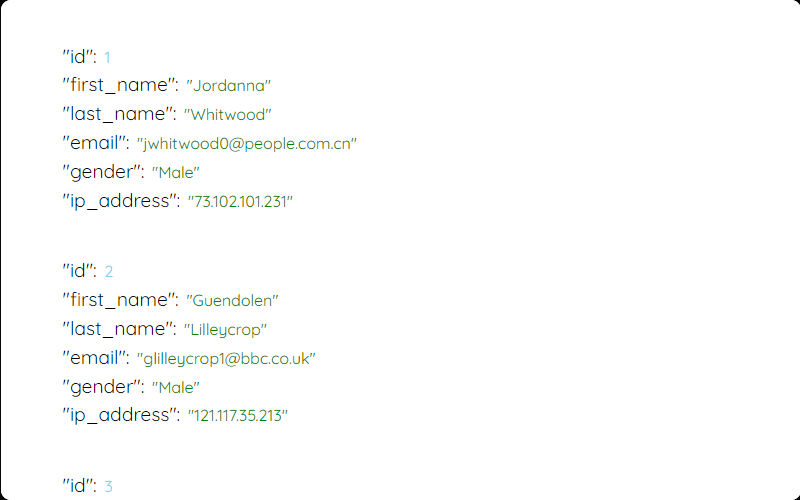 "id": 1
"first_name": "Jordanna"
"last_name": "Whitwood"
"email": "jwhitwood0@people.com.cn"
"gender": "Male"
"ip_address": "73.102.101.231"
"id": 2
"first_name": "Guendolen"
"last_name": "Lilleycrop"
"email": "glilleycrop1@bbc.co.uk"
"gender": "Male"
"ip_address": "121.117.35.213"
"id": 3